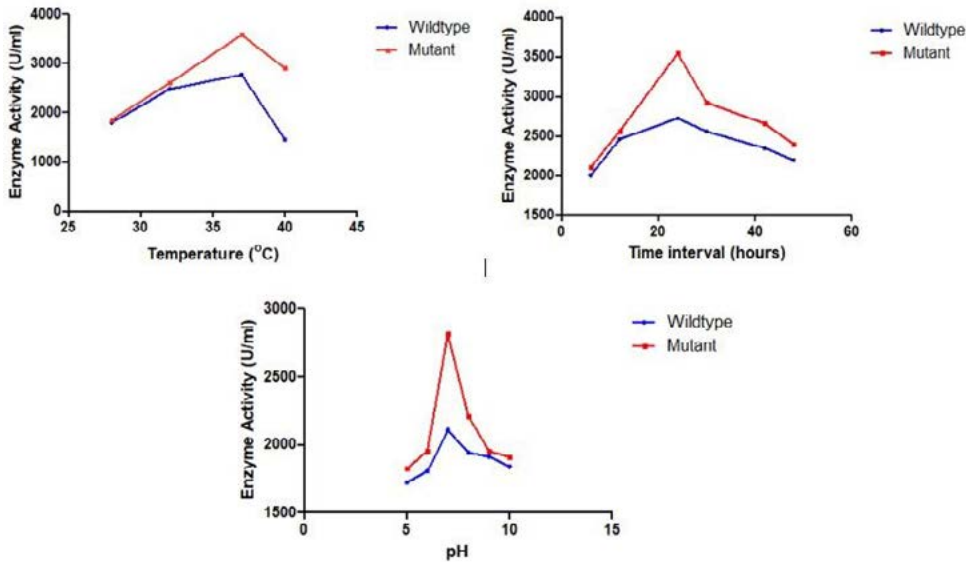 Enzyme Activity (U/ml)
4000
3000
2000
1000
0
25
30
35
40
45
Temperature (°C)
Wildtype
Mutant
Enzyme Activity (U/ml)
4000
3500
3000
2500
2000
1500
0
20
40
60
Time interval (hours)
Wildtype
Mutant
Enzyme Activity (U/ml)
3000
2500
2000
1500
0
5
10
15
pH
Wildtype
Mutant